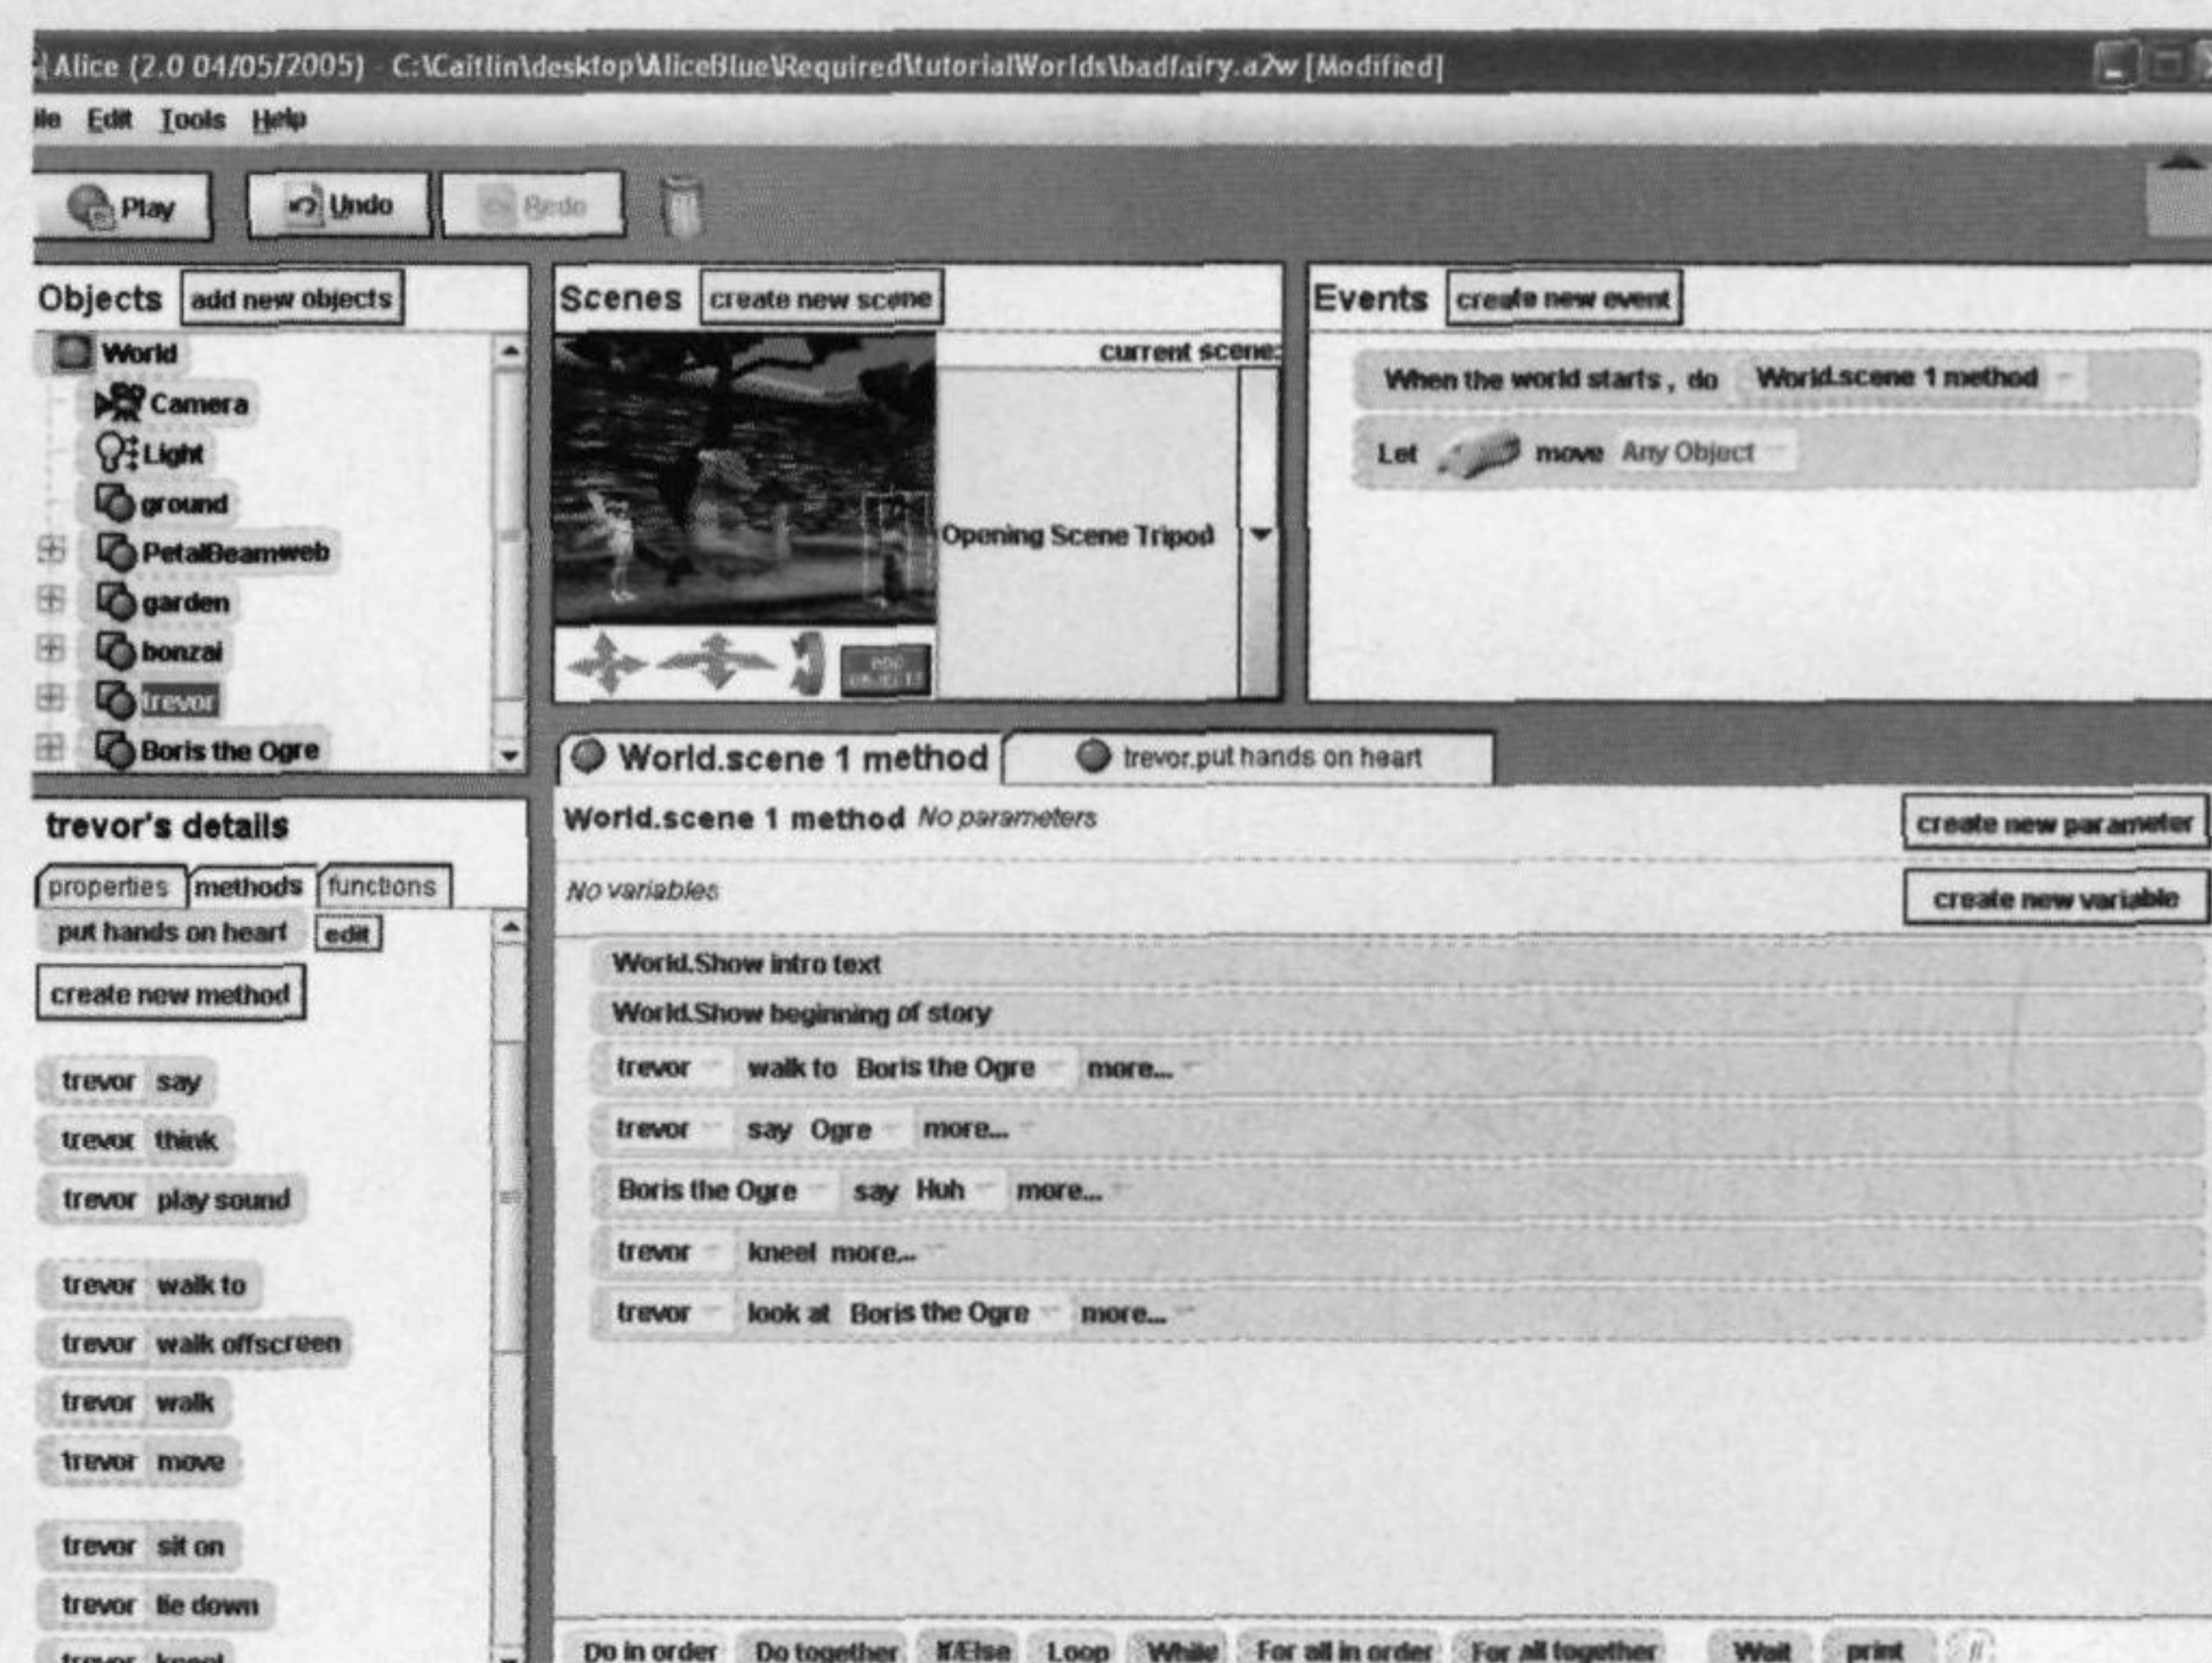 Alice (2.0 04/05/2005) - C:\Caitlin\desktop\AliceBlue\Required\tutorialWorlds\badfairy.a2w [Modified]
ile Edit Tools Help
Play Undo Redo
Objects add new objects
World
Camera
Light
ground
PetalBeamweb
garden
bonzai
trevor
Boris the Ogre
Scenes create new scene
current scene:
Opening Scene Tripod
Events create new event
When the world starts, do World.scene 1 method
Let move Any Object
trevor's details
properties methods functions
put hands on heart edit
create new method
trevor say
trevor think
trevor play sound
trevor walk to
trevor walk offscreen
trevor walk
trevor move
trevor sit on
trevor lie down
trevor kneel
World.scene 1 method trevor.put hands on heart
World.scene 1 method No parameters
create new parameter
No variables
create new variable
World.Show intro text
World.Show beginning of story
trevor walk to Boris the Ogre more...
trevor say Ogre more...
Boris the Ogre say Huh more...
trevor kneel more...
trevor look at Boris the Ogre more...
Do in order Do together If/Else Loop While For all in order For all together Wait print //